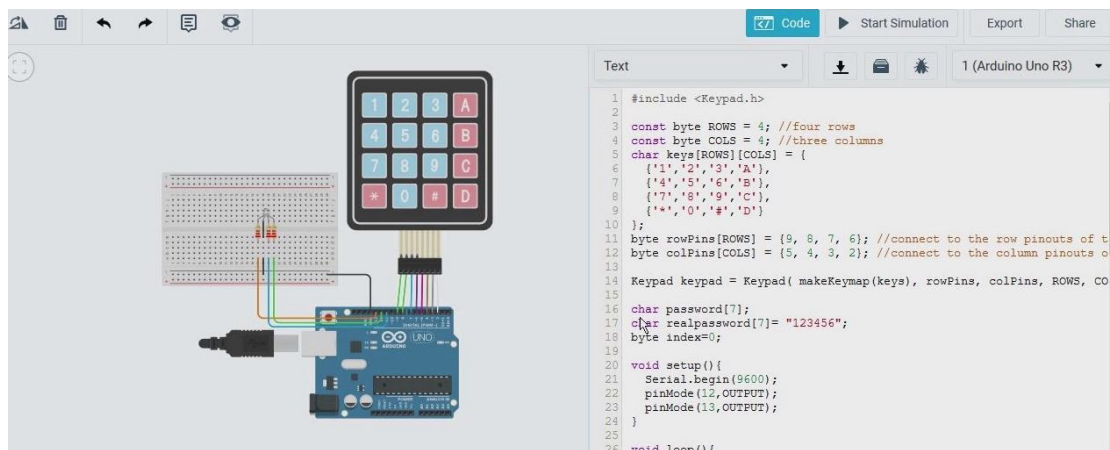 Code
Start Simulation
Export
Share
Text
1 (Arduino Uno R3)
1 2 3 A
4 5 6 B
7 8 9 C
* 0 # D
UNO
ARDUINO
1 #include <Keypad.h>
2
3 const byte ROWS = 4; //four rows
4 const byte COLS = 4; //three columns
5 char keys[ROWS][COLS] = {
6 {'1','2','3','A'},
7 {'4','5','6','B'},
8 {'7','8','9','C'},
9 {'*','0','#','D'}
10 };
11 byte rowPins[ROWS] = {9, 8, 7, 6}; //connect to the row pinouts of t
12 byte colPins[COLS] = {5, 4, 3, 2}; //connect to the column pinouts o
13
14 Keypad keypad = Keypad( makeKeymap(keys), rowPins, colPins, ROWS, CO
15
16 char password[7];
17 char realpassword[7]= "123456";
18 byte index=0;
19
20 void setup(){
21 Serial.begin(9600);
22 pinMode(12,OUTPUT);
23 pinMode(13,OUTPUT);
24 }
25
26 void loop(){